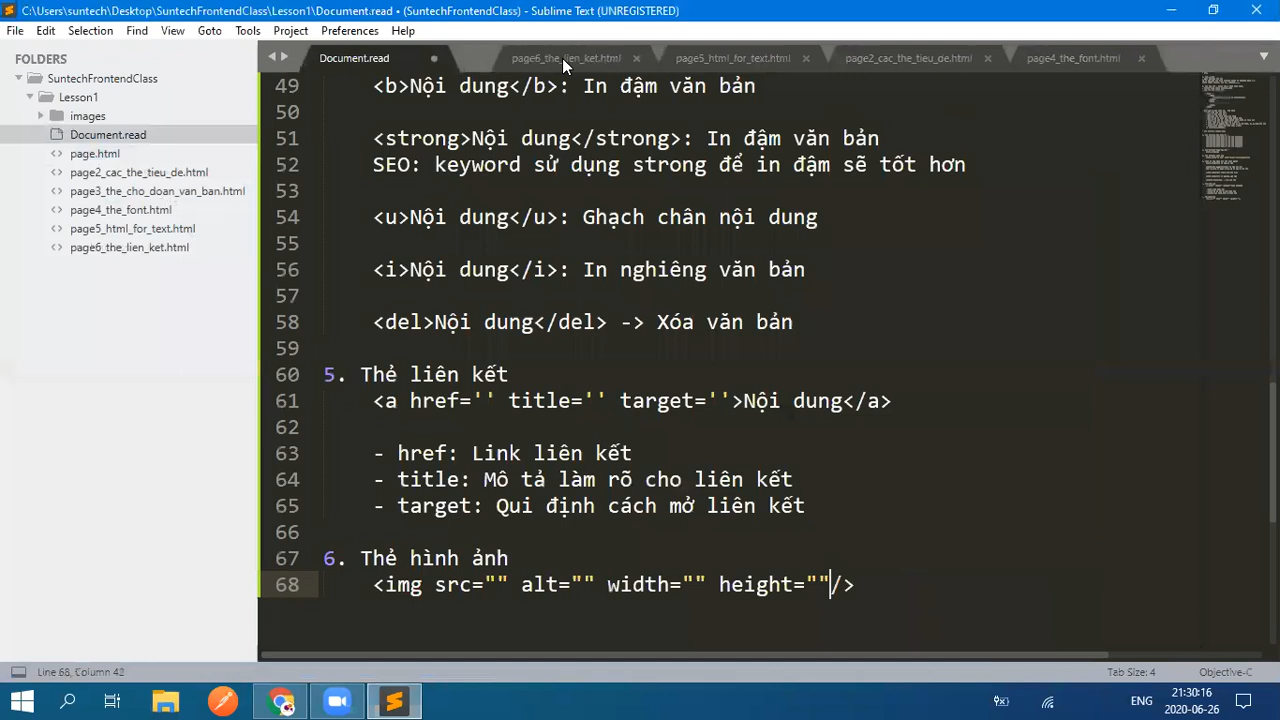 C:\Users\suntech\Desktop\SuntechFrontendClass\Lesson1\Document.read • (SuntechFrontendClass) - Sublime Text (UNREGISTERED)
File Edit Selection Find View Goto Tools Project Preferences Help
FOLDERS
SuntechFrontendClass
Lesson1
images
Document.read
page.html
page2_cac_the_tieu_de.html
page3_the_cho_doan_van_ban.html
page4_the_font.html
page5_html_for_text.html
page6_the_lien_ket.html
Document.read page6_the_lien_ket.html page5_html_for_text.html page2_cac_the_tieu_de.html page4_the_font.html
49 <b>Nội dung</b>: In đậm văn bản
50
51 <strong>Nội dung</strong>: In đậm văn bản
52 SEO: keyword sử dụng strong để in đậm sẽ tốt hơn
53
54 <u>Nội dung</u>: Ghạch chân nội dung
55
56 <i>Nội dung</i>: In nghiêng văn bản
57
58 <del>Nội dung</del> -> Xóa văn bản
59
60 5. Thẻ liên kết
61 <a href='' title='' target=''>Nội dung</a>
62
63 - href: Link liên kết
64 - title: Mô tả làm rõ cho liên kết
65 - target: Qui định cách mở liên kết
66
67 6. Thẻ hình ảnh
68 <img src="" alt="" width="" height=""/>
Line 68, Column 42 Tab Size: 4 Objective-C
ENG 21:30:16
2020-06-26